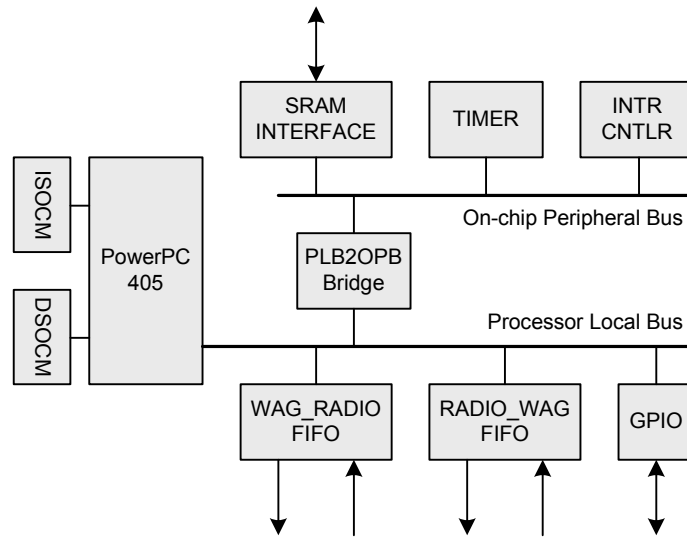 SRAM
INTERFACE
TIMER
INTR
CNTLR
On-chip Peripheral Bus
ISOCM
PowerPC
405
PLB2OPB
Bridge
DSOCM
Processor Local Bus
WAG_RADIO
FIFO
RADIO_WAG
FIFO
GPIO